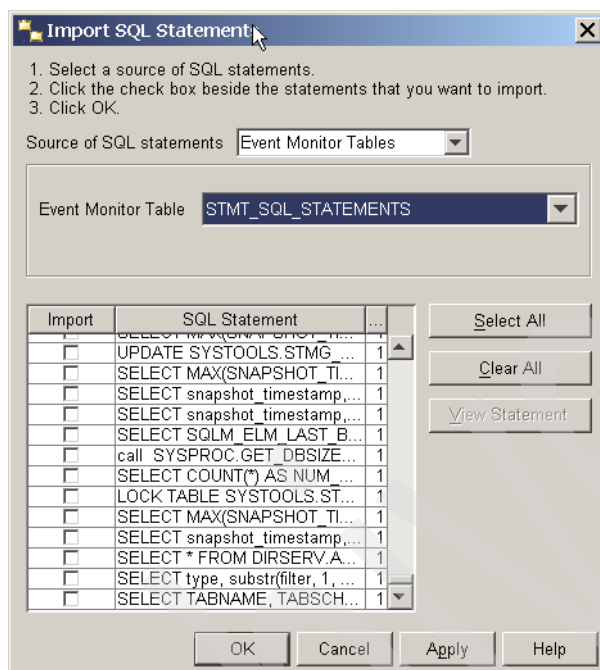 Import SQL Statement
1. Select a source of SQL statements.
2. Click the check box beside the statements that you want to import.
3. Click OK.
Source of SQL statements Event Monitor Tables
Event Monitor Table STMT_SQL_STATEMENTS
Import SQL Statement ...
SELECT MAX(SNAPSHOT_TI...
UPDATE SYSTOOLS.STMG_... 1
SELECT MAX(SNAPSHOT_TI... 1
SELECT snapshot_timestamp,... 1
SELECT snapshot_timestamp,... 1
SELECT SQLM_ELM_LAST_B... 1
call SYSPROC.GET_DBSIZE... 1
SELECT COUNT(*) AS NUM_... 1
LOCK TABLE SYSTOOLS.ST... 1
SELECT MAX(SNAPSHOT_TI... 1
SELECT snapshot_timestamp,... 1
SELECT * FROM DIRSERV.A... 1
SELECT type, substr(filter, 1, ... 1
SELECT TABNAME, TABSCH... 1
Select All
Clear All
View Statement
OK Cancel Apply Help